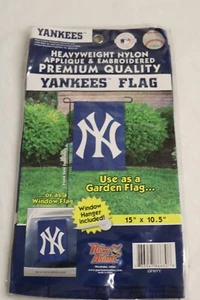 YANKEES
HEAVYWEIGHT NYLON
APPLIQUE & EMBROIDERED
PREMIUM QUALITY
YANKEES FLAG
NY
Use as a
Garden Flag...
...or as a
Window Flag
Window
Hanger
Included!
15" x 10.5"
NY